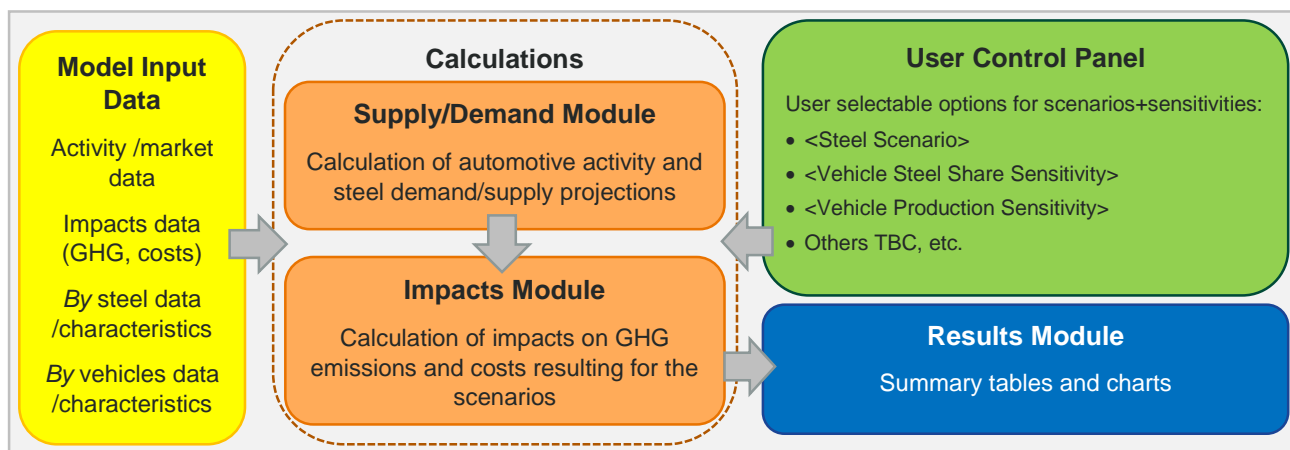 Model Input
Data
Activity /market
data
Impacts data
(GHG, costs)
By steel data
/characteristics
By vehicles data
/characteristics
Calculations
Supply/Demand Module
Calculation of automotive activity and
steel demand/supply projections
Impacts Module
Calculation of impacts on GHG
emissions and costs resulting for the
scenarios
User Control Panel
User selectable options for scenarios+sensitivities:
• <Steel Scenario>
• <Vehicle Steel Share Sensitivity>
• <Vehicle Production Sensitivity>
• Others TBC, etc.
Results Module
Summary tables and charts